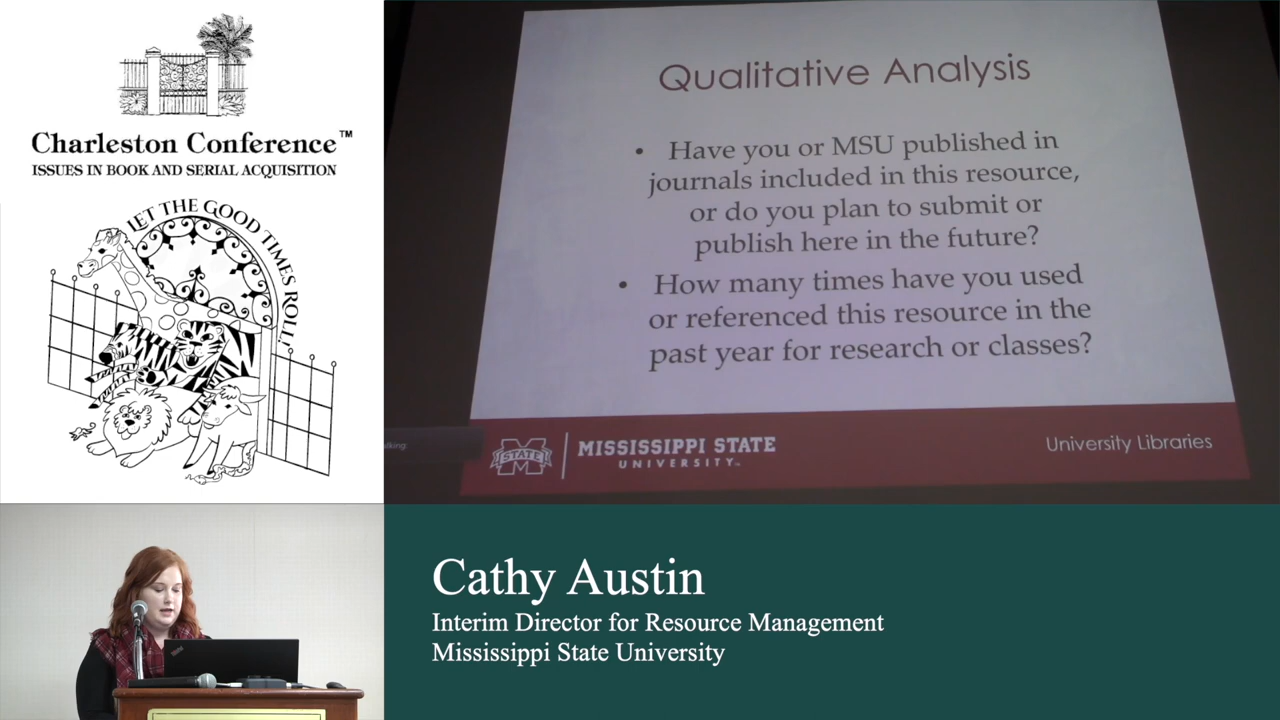 Charleston Conference™
ISSUES IN BOOK AND SERIAL ACQUISITION
LET THE GOOD TIMES ROLL!
Qualitative Analysis
• Have you or MSU published in
journals included in this resource,
or do you plan to submit or
publish here in the future?
• How many times have you used
or referenced this resource in the
past year for research or classes?
STATE
MISSISSIPPI STATE
UNIVERSITY™
University Libraries
Cathy Austin
Interim Director for Resource Management
Mississippi State University